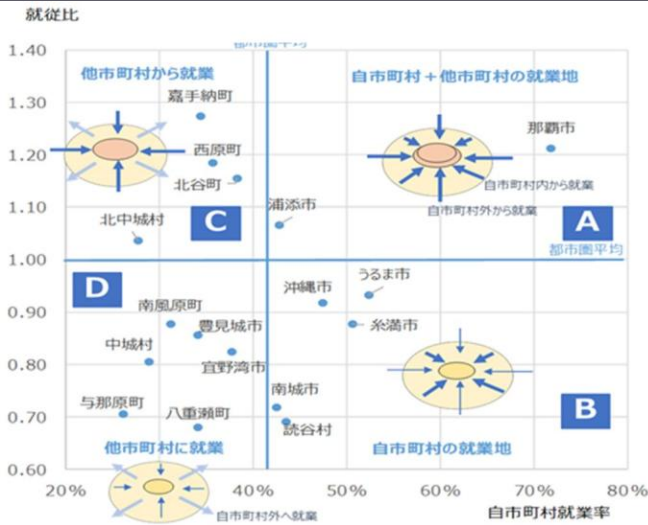 就従比
都市圏平均
1.40
他市町村から就業
自市町村＋他市町村の就業地
1.30
嘉手納町
那覇市
1.20
西原町
北谷町
自市町村内から就業
自市町村外から就業
1.10
浦添市
北中城村
C
A
都市圏平均
1.00
D
沖縄市
うるま市
0.90
南風原町
豊見城市
糸満市
中城村
宜野湾市
0.80
南城市
B
0.70
与那原町
八重瀬町
読谷村
他市町村に就業
自市町村の就業地
0.60
20%
40%
50%
60%
70%
80%
自市町村外へ就業
自市町村就業率